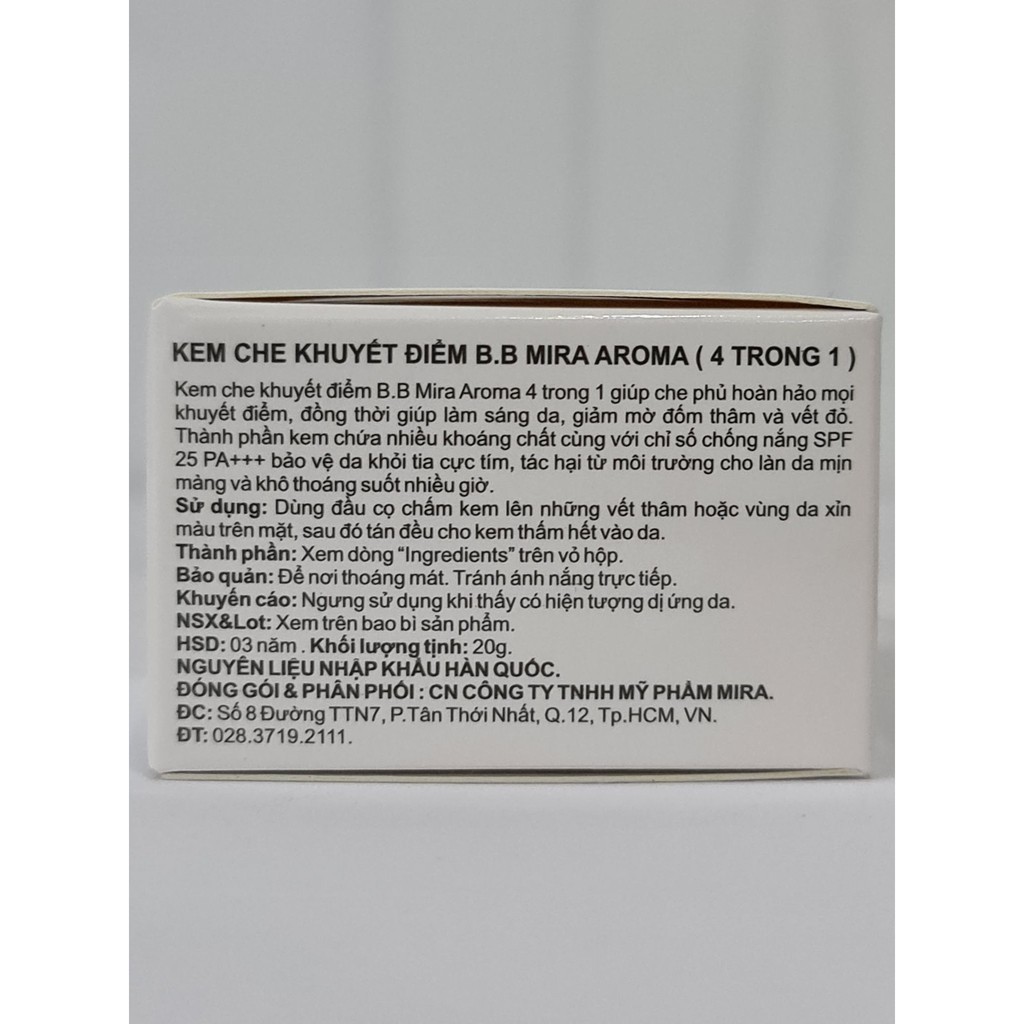 KEM CHE KHUYẾT ĐIỂM B.B MIRA AROMA ( 4 TRONG 1 )
Kem che khuyết điểm B.B Mira Aroma 4 trong 1 giúp che phủ hoàn hảo mọi
khuyết điểm, đồng thời giúp làm sáng da, giảm mờ đốm thâm và vết đỏ.
Thành phần kem chứa nhiều khoáng chất cùng với chỉ số chống nắng SPF
25 PA+++ bảo vệ da khỏi tia cực tím, tác hại từ môi trường cho làn da mịn
màng và khô thoáng suốt nhiều giờ.
Sử dụng: Dùng đầu cọ chấm kem lên những vết thâm hoặc vùng da xỉn
màu trên mặt, sau đó tán đều cho kem thấm hết vào da.
Thành phần: Xem dòng “Ingredients” trên vỏ hộp.
Bảo quản: Để nơi thoáng mát. Tránh ánh nắng trực tiếp.
Khuyến cáo: Ngưng sử dụng khi thấy có hiện tượng dị ứng da.
NSX&Lot: Xem trên bao bì sản phẩm.
HSD: 03 năm . Khối lượng tịnh: 20g.
NGUYÊN LIỆU NHẬP KHẨU HÀN QUỐC.
ĐÓNG GÓI & PHÂN PHỐI : CN CÔNG TY TNHH MỸ PHẨM MIRA.
ĐC: Số 8 Đường TTN7, P.Tân Thới Nhất, Q.12, Tp.HCM, VN.
ĐT: 028.3719.2111.